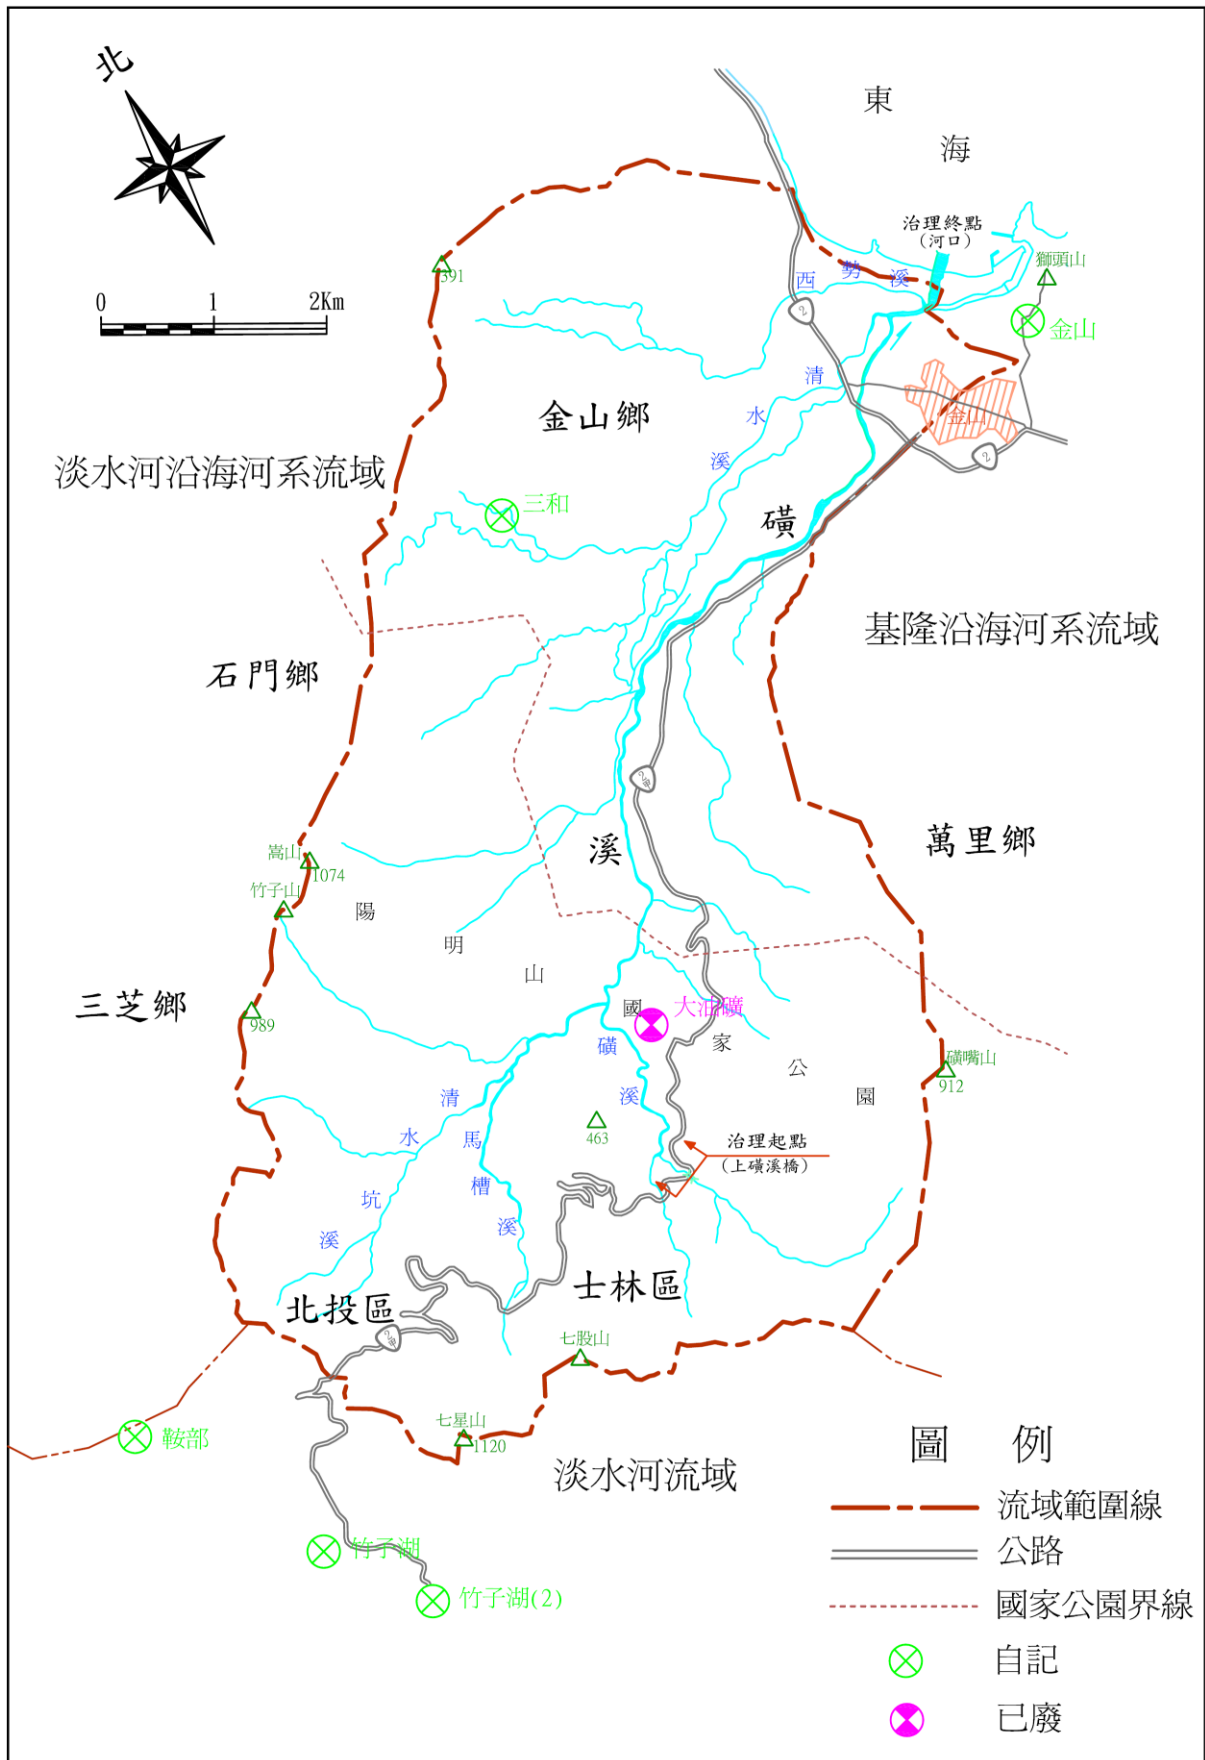 北
東
海
0 1 2Km
治理終點
(河口)
獅頭山
金山
391
西勢溪
2
清水溪
金山鄉
金山
2
淡水河沿海河系流域
三和
磺
基隆沿海河系流域
石門鄉
2甲
溪
萬里鄉
嵩山
1074
竹子山
陽明山國家公園
三芝鄉
989
大油礦
磺溪
磺嘴山
912
清水坑溪
馬槽溪
463
治理起點
(上磺溪橋)
士林區
北投區
2甲
七股山
七星山
1120
鞍部
淡水河流域
竹子湖
竹子湖(2)
圖 例
流域範圍線
公路
國家公園界線
自記
已廢